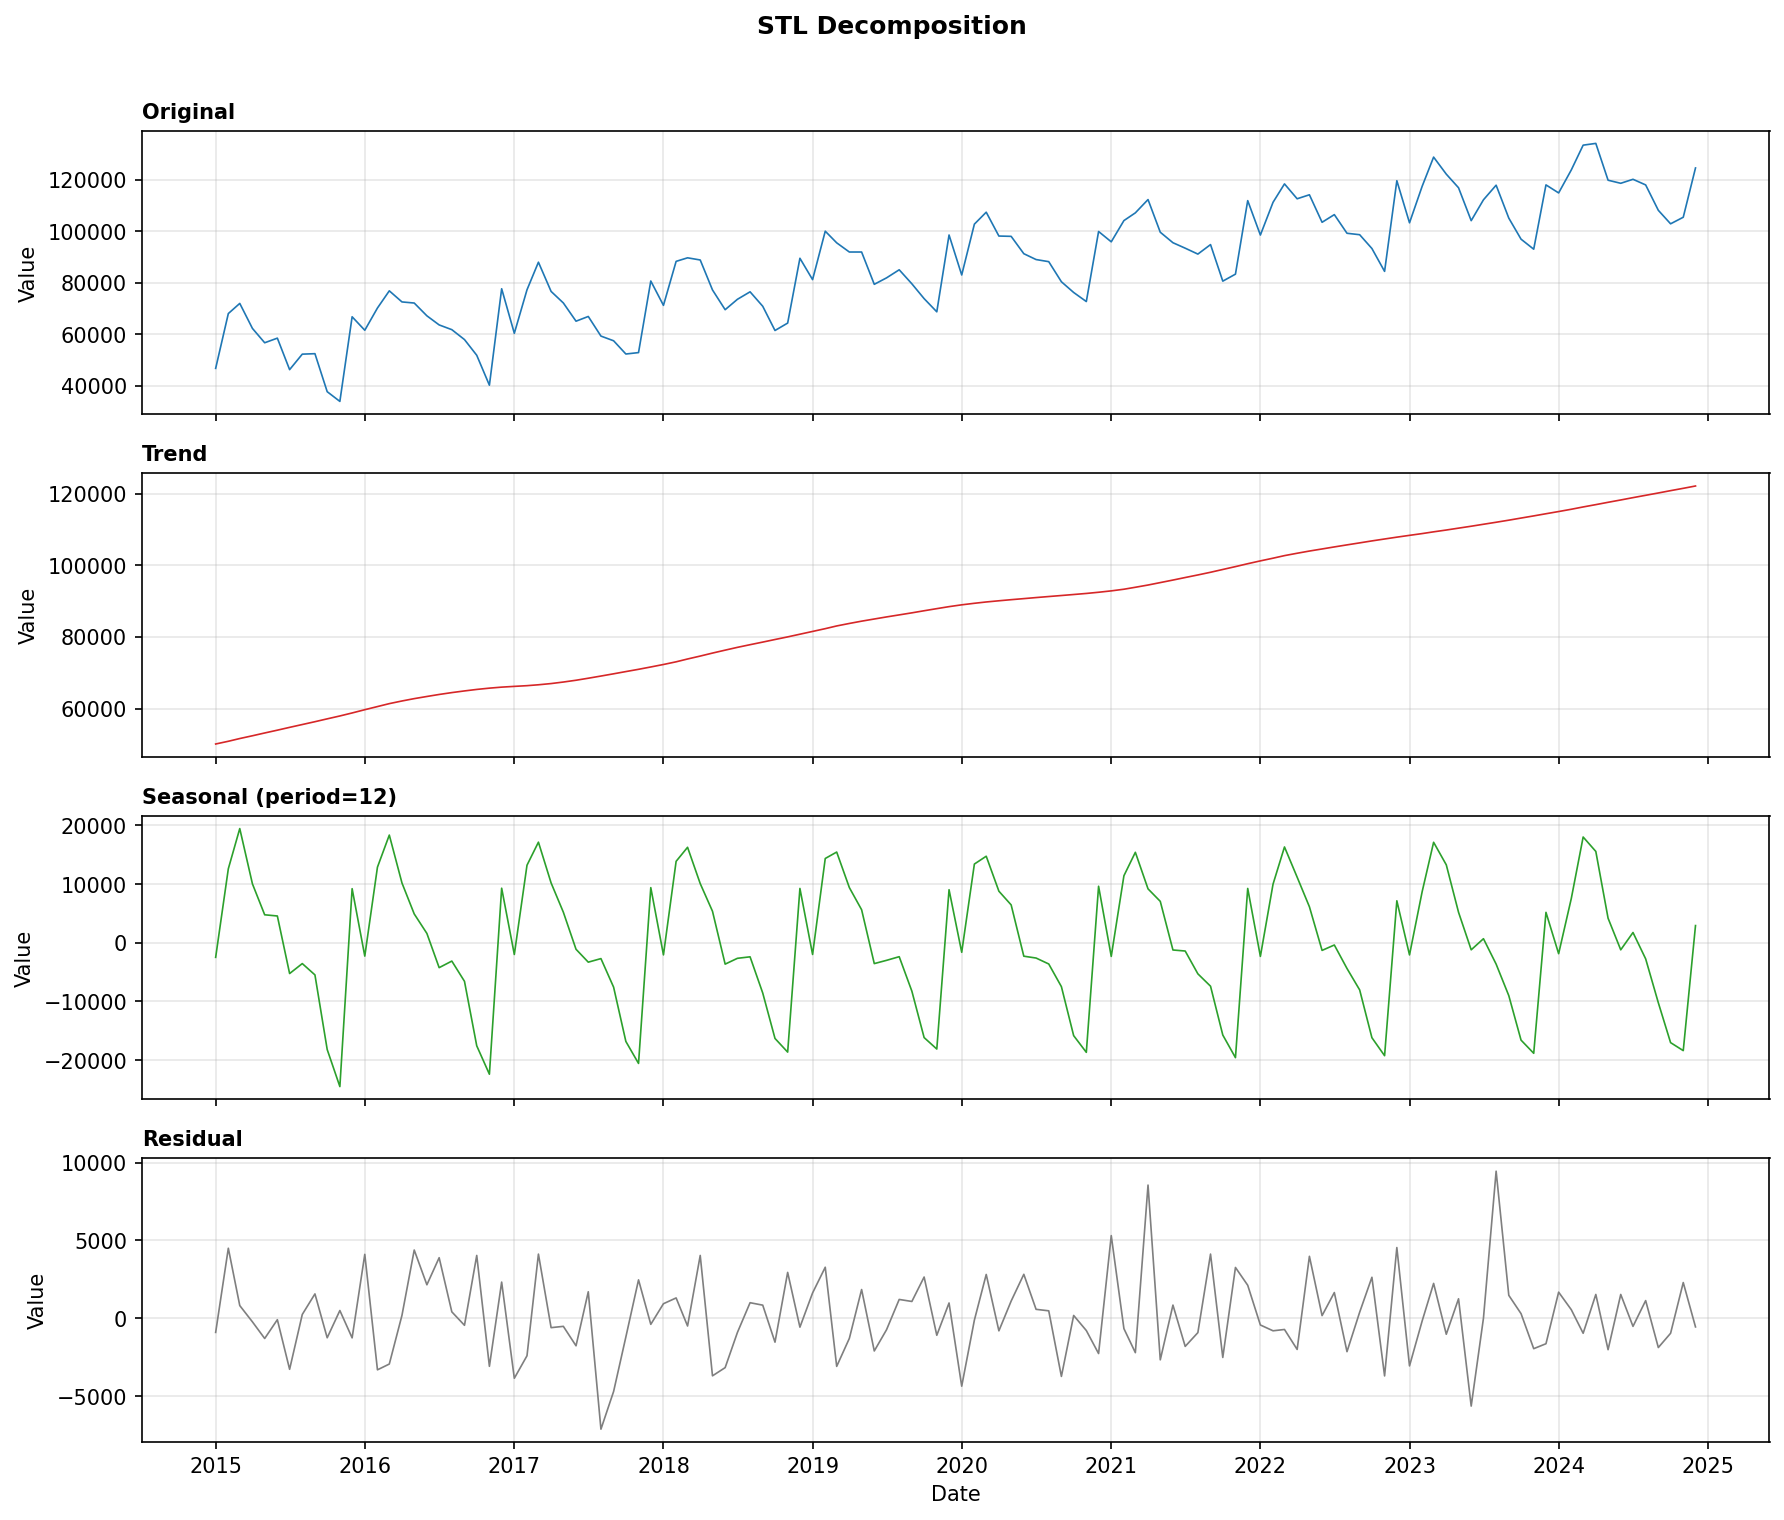 STL Decomposition
Original
Value
120000
100000
80000
60000
40000
Trend
Value
120000
100000
80000
60000
Seasonal (period=12)
Value
20000
10000
0
−10000
−20000
Residual
Value
10000
5000
0
−5000
2015 2016 2017 2018 2019 2020 2021 2022 2023 2024 2025
Date